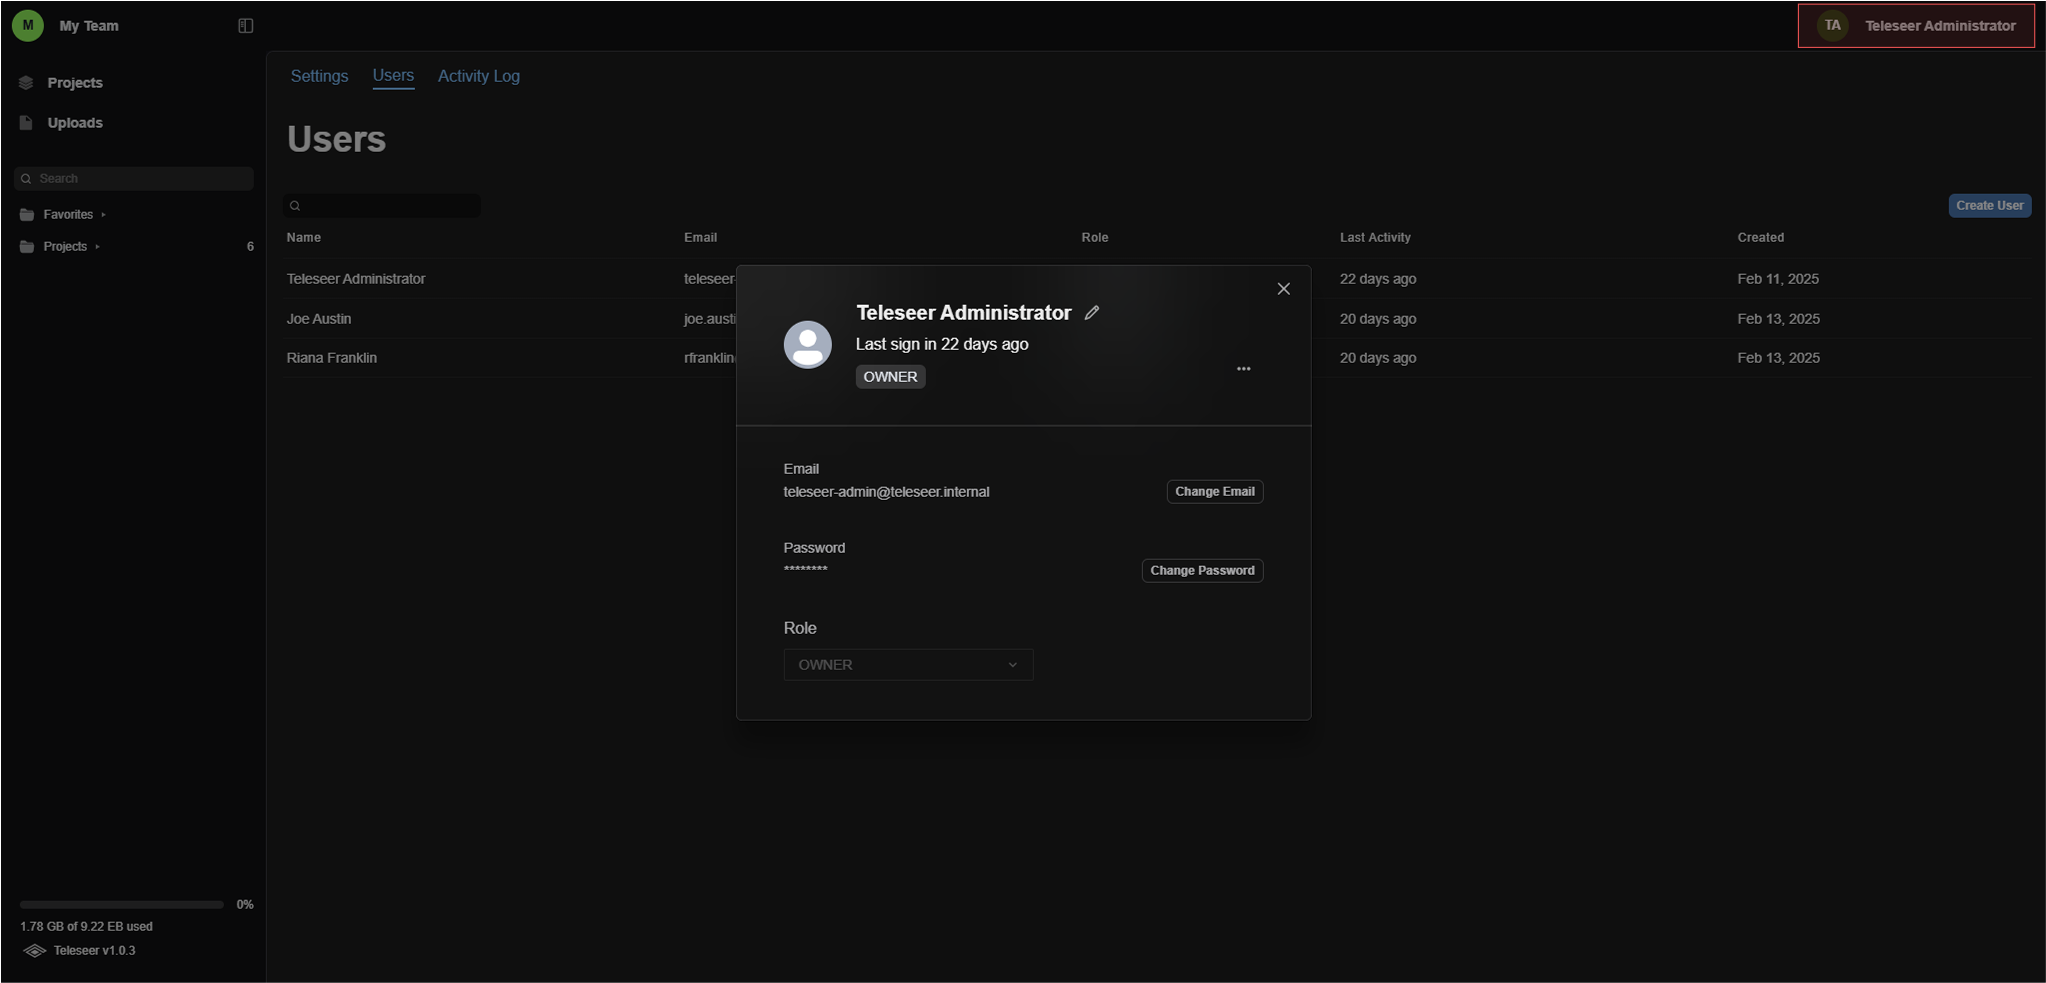 M My Team
TA Teleseer Administrator
Projects
Uploads
Search
Favorites
Projects 6
0%
1.78 GB of 9.22 EB used
Teleseer v1.0.3
Settings Users Activity Log
Users
Create User
Name Email Role Last Activity Created
Teleseer Administrator teleseer- 22 days ago Feb 11, 2025
Joe Austin joe.austi 20 days ago Feb 13, 2025
Riana Franklin rfranklin 20 days ago Feb 13, 2025
Teleseer Administrator
Last sign in 22 days ago
OWNER
Email
teleseer-admin@teleseer.internal
Change Email
Password
********
Change Password
Role
OWNER